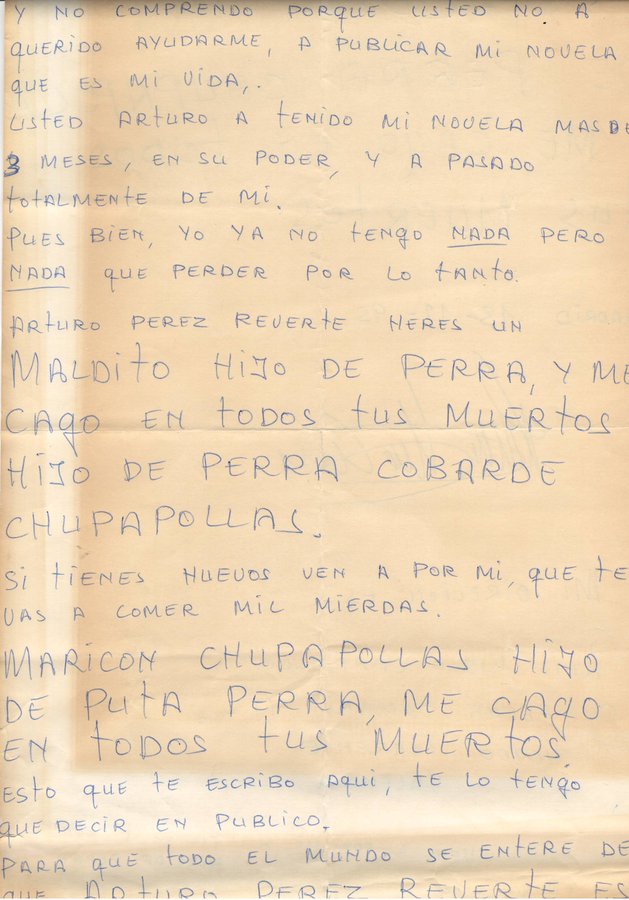 Y NO COMPRENDO PORQUE USTED NO A
QUERIDO AYUDARME, A PUBLICAR MI NOVELA
QUE ES MI VIDA,.
USTED ARTURO A TENIDO MI NOVELA MAS DE
3 MESES, EN SU PODER, Y A PASADO
TOTALMENTE DE MI.
PUES BIEN, YO YA NO TENGO NADA PERO
NADA QUE PERDER POR LO TANTO.
ARTURO PEREZ REVERTE HERES UN
MALDITO HIJO DE PERRA, Y ME
CAGO EN TODOS TUS MUERTOS
HIJO DE PERRA COBARDE
CHUPAPOLLAS.
SI TIENES HUEVOS VEN A POR MI, QUE TE
VAS A COMER MIL MIERDAS.
MARICON CHUPAPOLLAS HIJO
DE PUTA PERRA, ME CAGO
EN TODOS TUS MUERTOS.
ESTO QUE TE ESCRIBO AQUI, TE LO TENGO
QUE DECIR EN PUBLICO.
PARA QUE TODO EL MUNDO SE ENTERE DE
QUE ARTURO PEREZ REVERTE ES